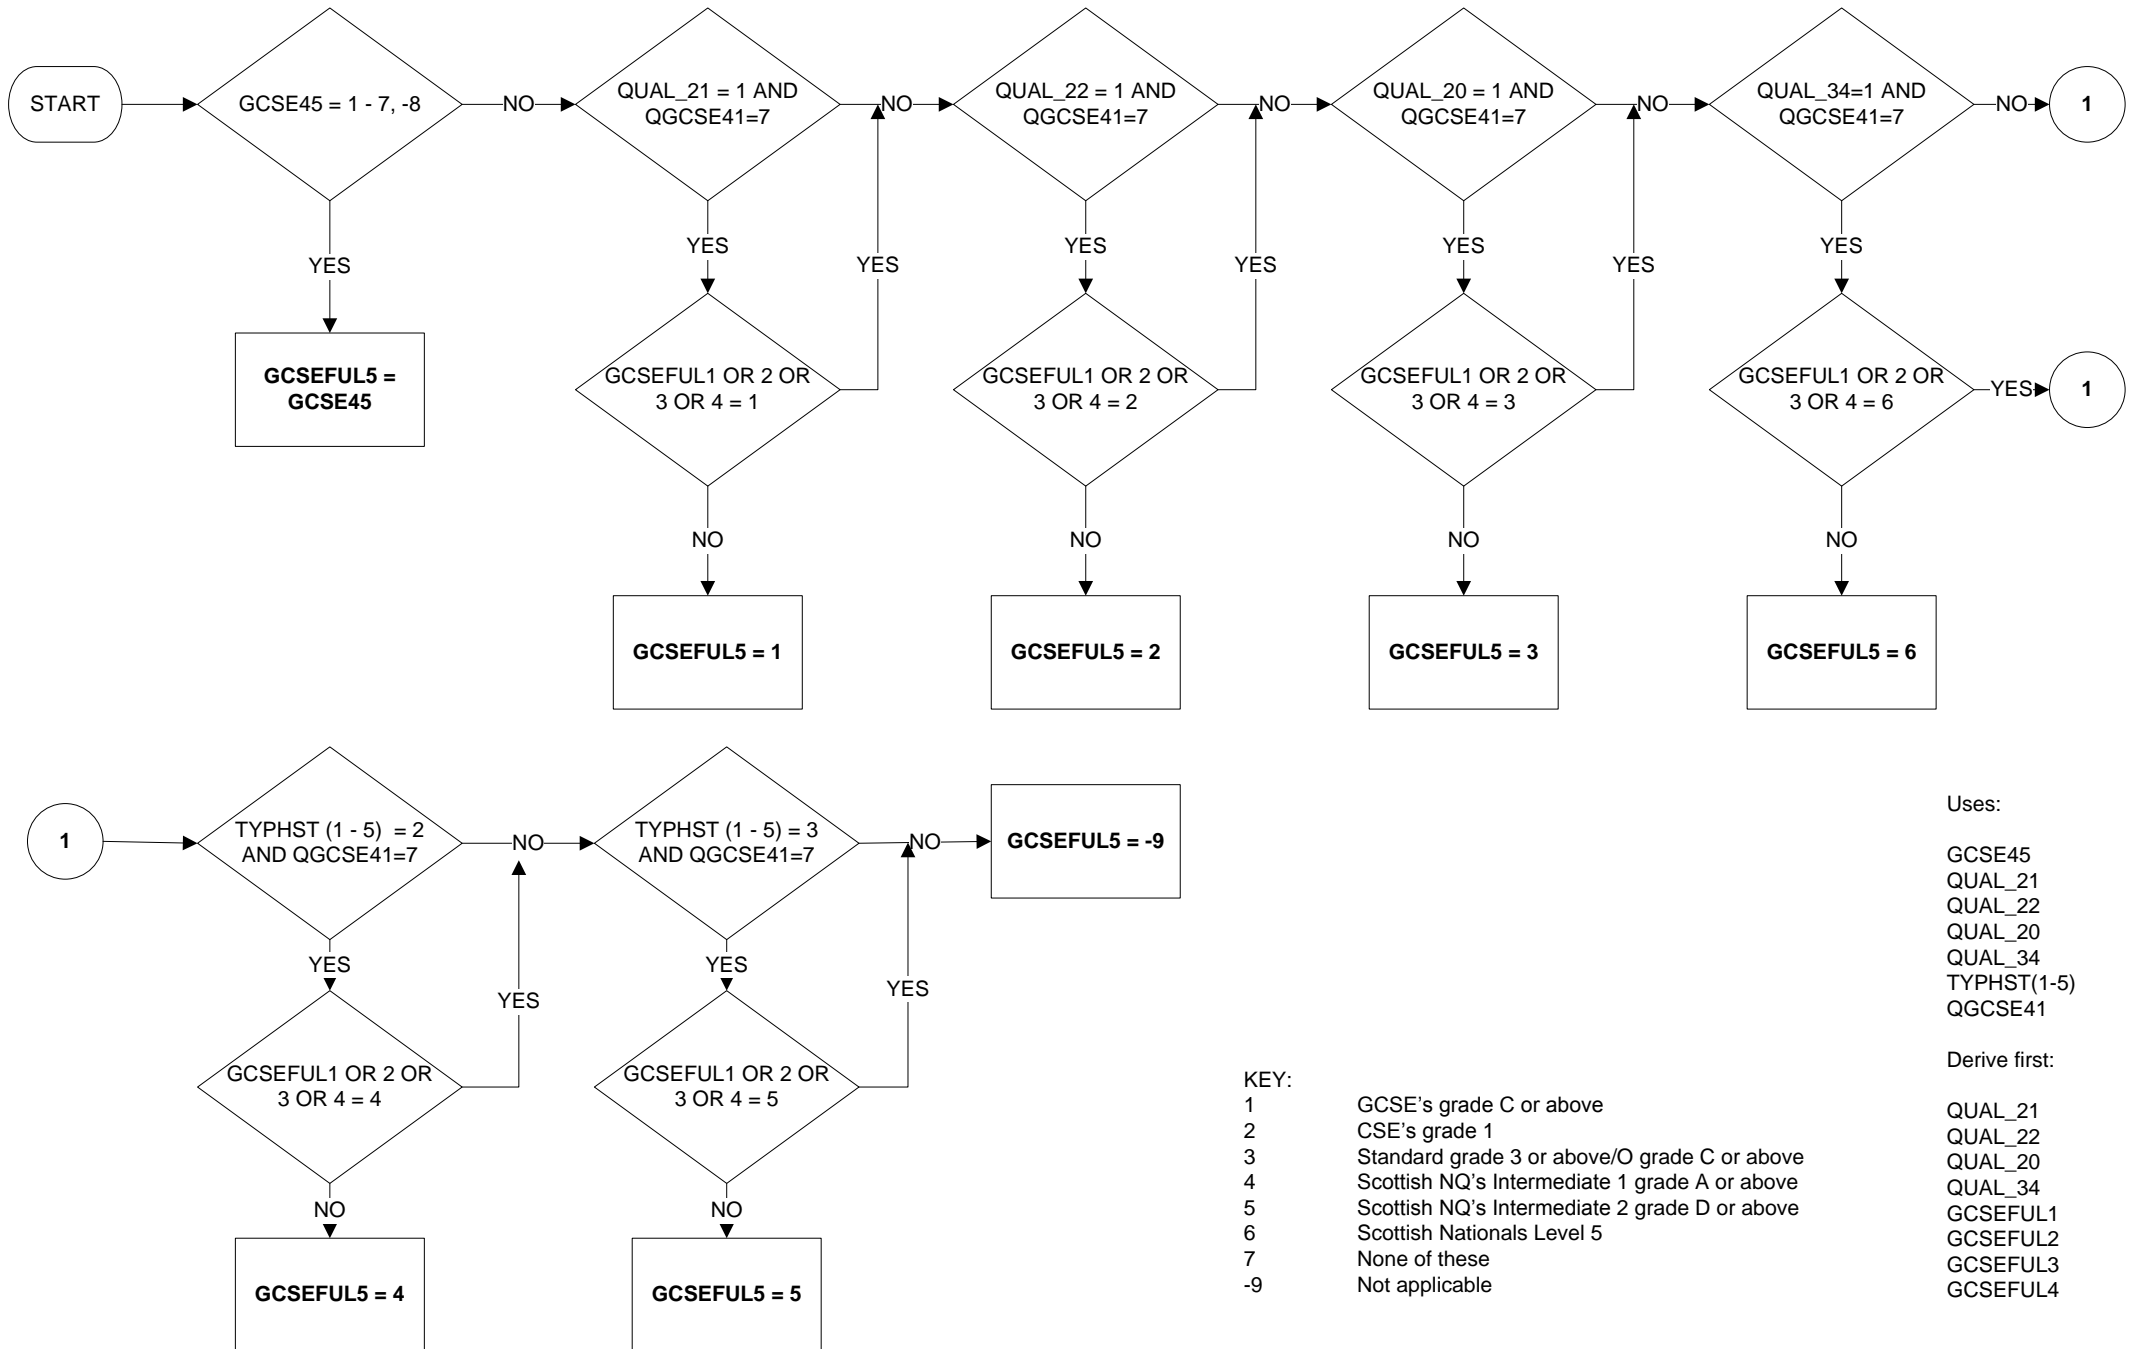 START
GCSE45 = 1 - 7, -8
NO
QUAL_21 = 1 AND
QGCSE41=7
NO
QUAL_22 = 1 AND
QGCSE41=7
NO
QUAL_20 = 1 AND
QGCSE41=7
NO
QUAL_34=1 AND
QGCSE41=7
NO
1
YES
YES
YES
YES
YES
YES
YES
YES
GCSEFUL5 =
GCSE45
GCSEFUL1 OR 2 OR
3 OR 4 = 1
GCSEFUL1 OR 2 OR
3 OR 4 = 2
GCSEFUL1 OR 2 OR
3 OR 4 = 3
GCSEFUL1 OR 2 OR
3 OR 4 = 6
YES
1
NO
NO
NO
NO
GCSEFUL5 = 1
GCSEFUL5 = 2
GCSEFUL5 = 3
GCSEFUL5 = 6
1
TYPHST (1 - 5)  = 2
AND QGCSE41=7
NO
TYPHST (1 - 5) = 3
AND QGCSE41=7
NO
GCSEFUL5 = -9
YES
YES
YES
YES
GCSEFUL1 OR 2 OR
3 OR 4 = 4
GCSEFUL1 OR 2 OR
3 OR 4 = 5
NO
NO
GCSEFUL5 = 4
GCSEFUL5 = 5
KEY:
1 GCSE's grade C or above
2 CSE's grade 1
3 Standard grade 3 or above/O grade C or above
4 Scottish NQ's Intermediate 1 grade A or above
5 Scottish NQ's Intermediate 2 grade D or above
6 Scottish Nationals Level 5
7 None of these
-9 Not applicable
Uses:
GCSE45
QUAL_21
QUAL_22
QUAL_20
QUAL_34
TYPHST(1-5)
QGCSE41
Derive first:
QUAL_21
QUAL_22
QUAL_20
QUAL_34
GCSEFUL1
GCSEFUL2
GCSEFUL3
GCSEFUL4